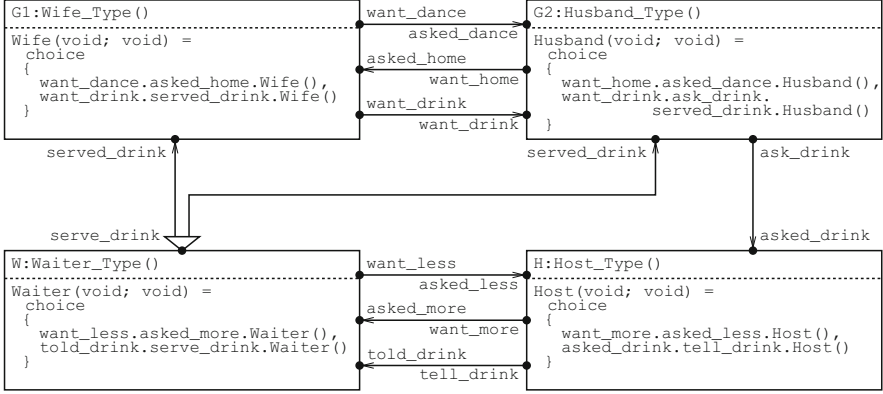 G1:Wife_Type()
Wife(void; void) =
choice
{
want_dance.asked_home.Wife(),
want_drink.served_drink.Wife()
}
want_dance
asked_dance
asked_home
want_home
want_drink
want_drink
G2:Husband_Type()
Husband(void; void) =
choice
{
want_home.asked_dance.Husband(),
want_drink.ask_drink.
served_drink.Husband()
}
served_drink
served_drink
ask_drink
serve_drink
asked_drink
W:Waiter_Type()
Waiter(void; void) =
choice
{
want_less.asked_more.Waiter(),
told_drink.serve_drink.Waiter()
}
want_less
asked_less
asked_more
want_more
told_drink
tell_drink
H:Host_Type()
Host(void; void) =
choice
{
want_more.asked_less.Host(),
asked_drink.tell_drink.Host()
}